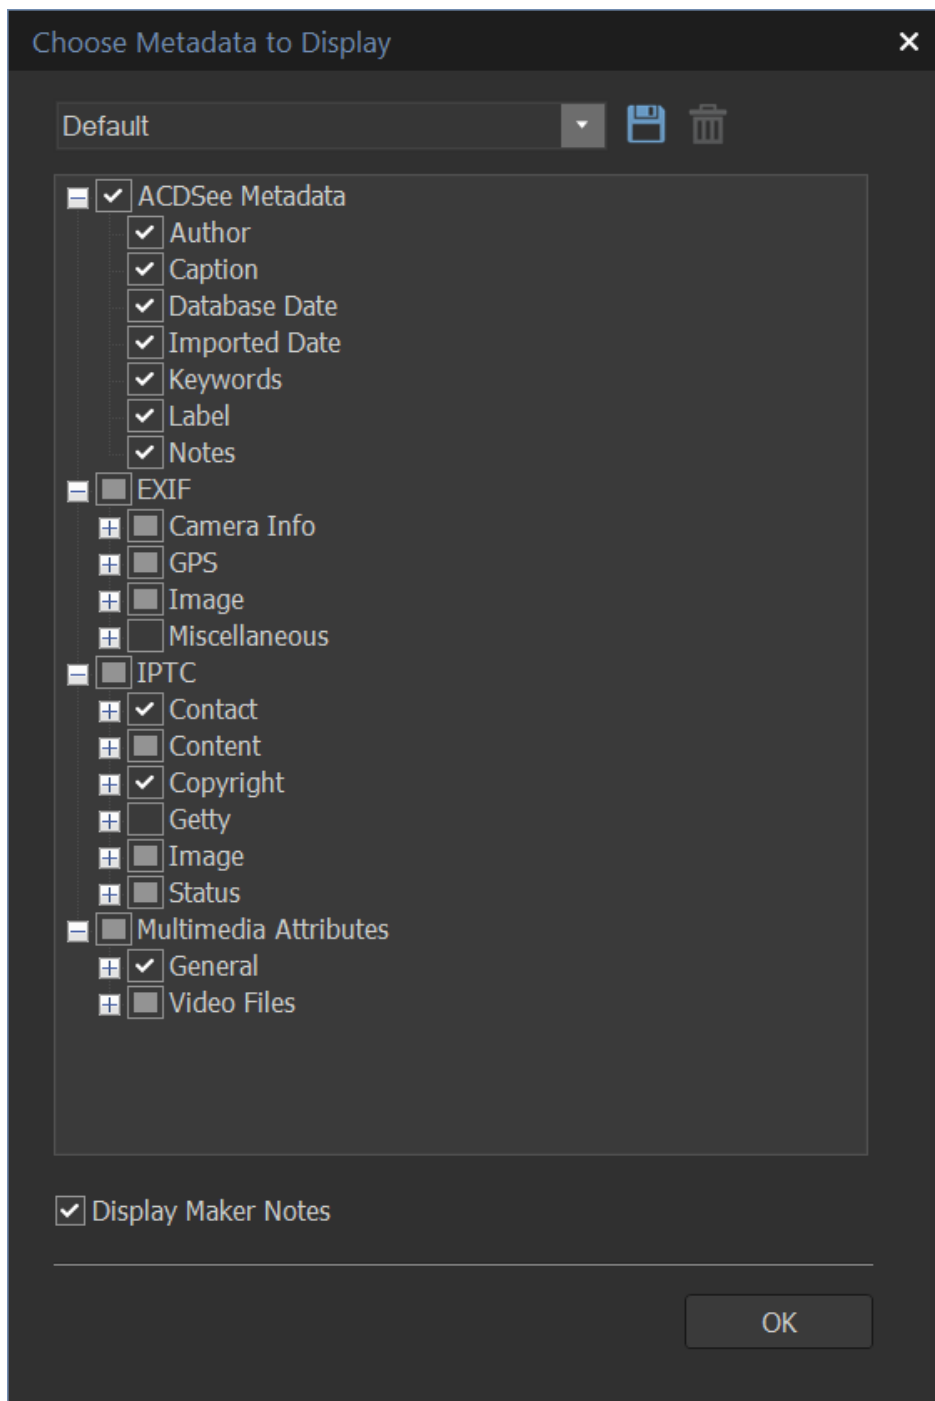 Choose Metadata to Display
Default
ACDSee Metadata
Author
Caption
Database Date
Imported Date
Keywords
Label
Notes
EXIF
Camera Info
GPS
Image
Miscellaneous
IPTC
Contact
Content
Copyright
Getty
Image
Status
Multimedia Attributes
General
Video Files
Display Maker Notes
OK